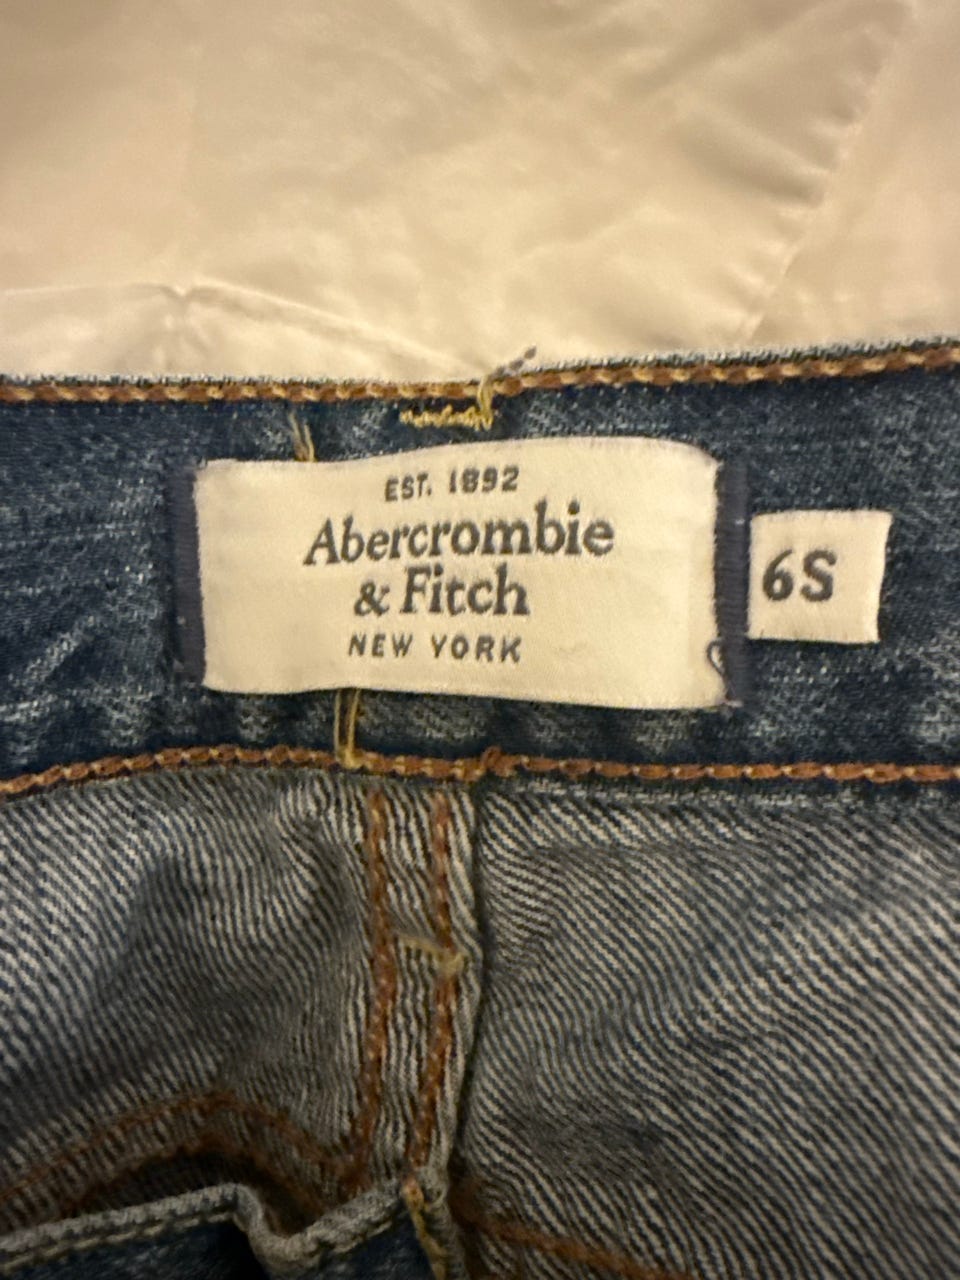 EST. 1892
Abercrombie
& Fitch
NEW YORK
6S